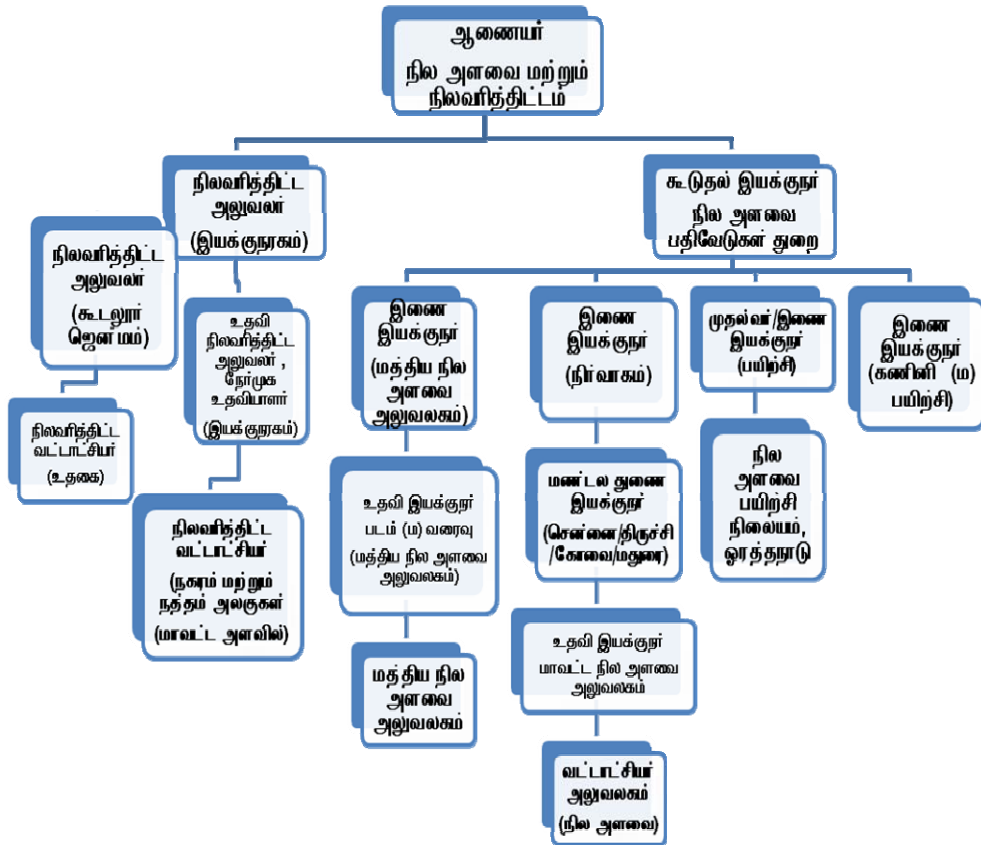 ஆணையர்
நில அளவை மற்றும்
நிலவரித்திட்டம்
நிலவரித்திட்ட
அலுவலர்
(இயக்குநரகம்)
கூடுதல் இயக்குநர்
நில அளவை
பதிவேடுகள் துறை
நிலவரித்திட்ட
அலுவலர்
(கூடலூர்
ஜென்மம்)
உதவி
நிலவரித்திட்ட
அலுவலர் ,
நேர்முக
உதவியாளர்
(இயக்குநரகம்)
இணை
இயக்குநர்
(மத்திய நில
அளவை
அலுவலகம்)
இணை
இயக்குநர்
(நிர்வாகம்)
முதல்வர்/இணை
இயக்குநர்
(பயிற்சி)
இணை
இயக்குநர்
(கணினி (ம)
பயிற்சி)
நிலவரித்திட்ட
வட்டாட்சியர்
(உதகை)
நிலவரித்திட்ட
வட்டாட்சியர்
(நகரம் மற்றும்
நத்தம் அலகுகள்
(மாவட்ட அளவில்)
உதவி இயக்குநர்
படம் (ம) வரைவு
(மத்திய நில அளவை
அலுவலகம்)
மண்டல துணை
இயக்குநர்
(சென்னை/திருச்சி
/கோவை/மதுரை)
நில
அளவை
பயிற்சி
நிலையம்,
ஓரத்தநாடு
மத்திய நில
அளவை
அலுவலகம்
உதவி இயக்குநர்
மாவட்ட நில அளவை
அலுவலகம்
வட்டாட்சியர்
அலுவலகம்
(நில அளவை)